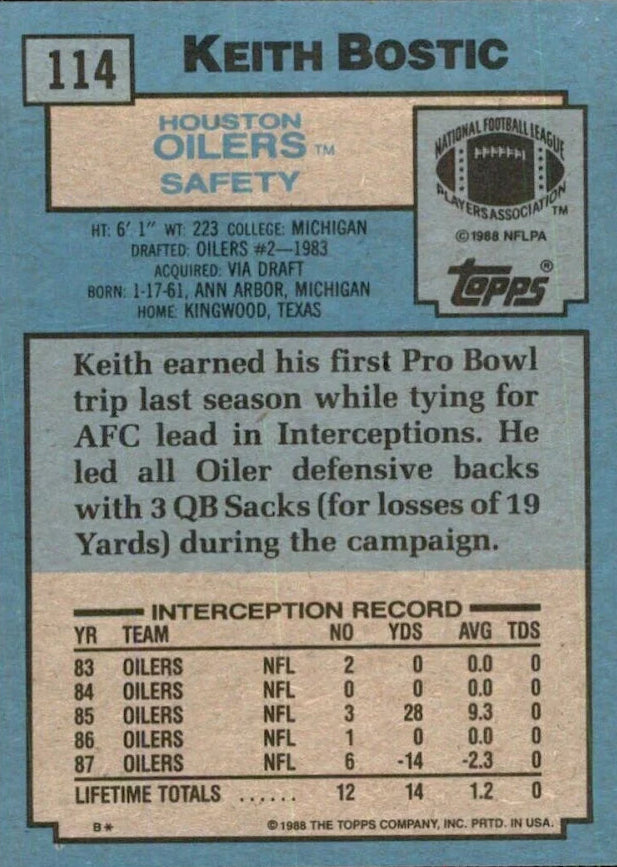 114
KEITH BOSTIC
HOUSTON
OILERS TM
SAFETY
NATIONAL FOOTBALL LEAGUE
PLAYERS ASSOCIATION TM
© 1988 NFLPA
TOPPS®
HT: 6' 1" WT: 223 COLLEGE: MICHIGAN
DRAFTED: OILERS #2—1983
ACQUIRED: VIA DRAFT
BORN: 1-17-61, ANN ARBOR, MICHIGAN
HOME: KINGWOOD, TEXAS
Keith earned his first Pro Bowl
trip last season while tying for
AFC lead in Interceptions. He
led all Oiler defensive backs
with 3 QB Sacks (for losses of 19
Yards) during the campaign.
INTERCEPTION RECORD
YR TEAM NO YDS AVG TDS
83 OILERS NFL 2 0 0.0 0
84 OILERS NFL 0 0 0.0 0
85 OILERS NFL 3 28 9.3 0
86 OILERS NFL 1 0 0.0 0
87 OILERS NFL 6 -14 -2.3 0
LIFETIME TOTALS ...... 12 14 1.2 0
B* © 1988 THE TOPPS COMPANY, INC. PRTD. IN USA.